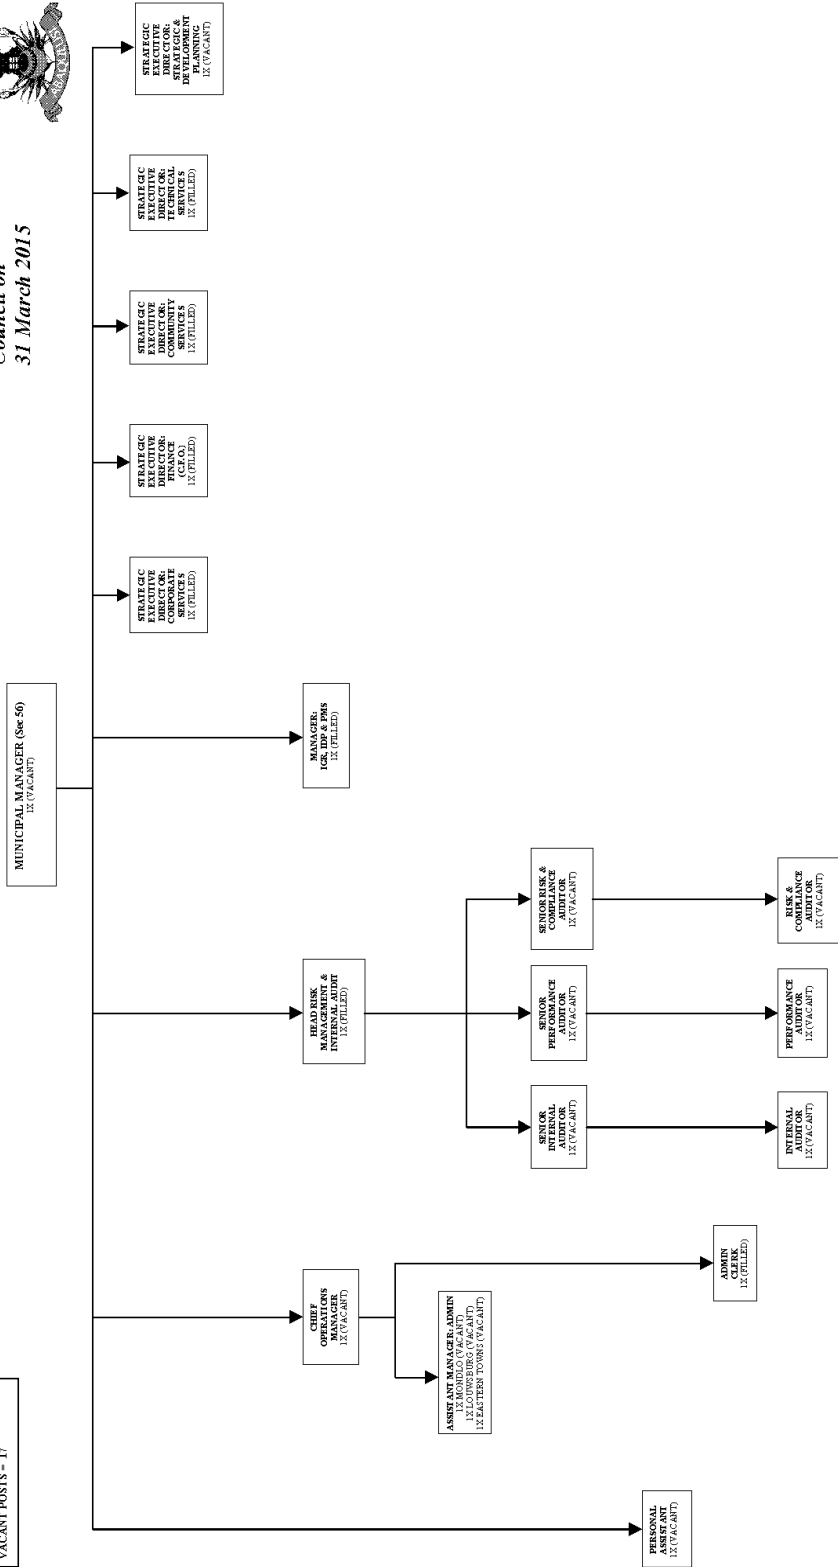 VACANT POSTS = 17
Council on
31 March 2015
ABAQULUSI
MUNICIPAL MANAGER (Sec 56)
1X (VACANT)
PERSONAL
ASSISTANT
1X (VACANT)
CHIEF
OPERATIONS
MANAGER
1X (VACANT)
ASSISTANT MANAGER: ADMIN
1X MONDLO (VACANT)
1X LOUWSBURG (VACANT)
1X EASTERN TOWNS (VACANT)
ADMIN
CLERK
1X (FILLED)
HEAD RISK
MANAGEMENT &
INTERNAL AUDIT
1X (FILLED)
SENIOR
INTERNAL
AUDITOR
1X (VACANT)
SENIOR
PERFORMANCE
AUDITOR
1X (VACANT)
SENIOR RISK &
COMPLIANCE
AUDITOR
1X (VACANT)
INTERNAL
AUDITOR
1X (VACANT)
PERFORMANCE
AUDITOR
1X (VACANT)
RISK &
COMPLIANCE
AUDITOR
1X (VACANT)
MANAGER:
IGR, IDP & PMS
1X (FILLED)
STRATEGIC
EXECUTIVE
DIRECTOR:
CORPORATE
SERVICES
1X (FILLED)
STRATEGIC
EXECUTIVE
DIRECTOR:
FINANCE
(C.F.O.)
1X (FILLED)
STRATEGIC
EXECUTIVE
DIRECTOR:
COMMUNITY
SERVICES
1X (FILLED)
STRATEGIC
EXECUTIVE
DIRECTOR:
TECHNICAL
SERVICES
1X (FILLED)
STRATEGIC
EXECUTIVE
DIRECTOR:
STRATEGIC &
DEVELOPMENT
PLANNING
1X (VACANT)